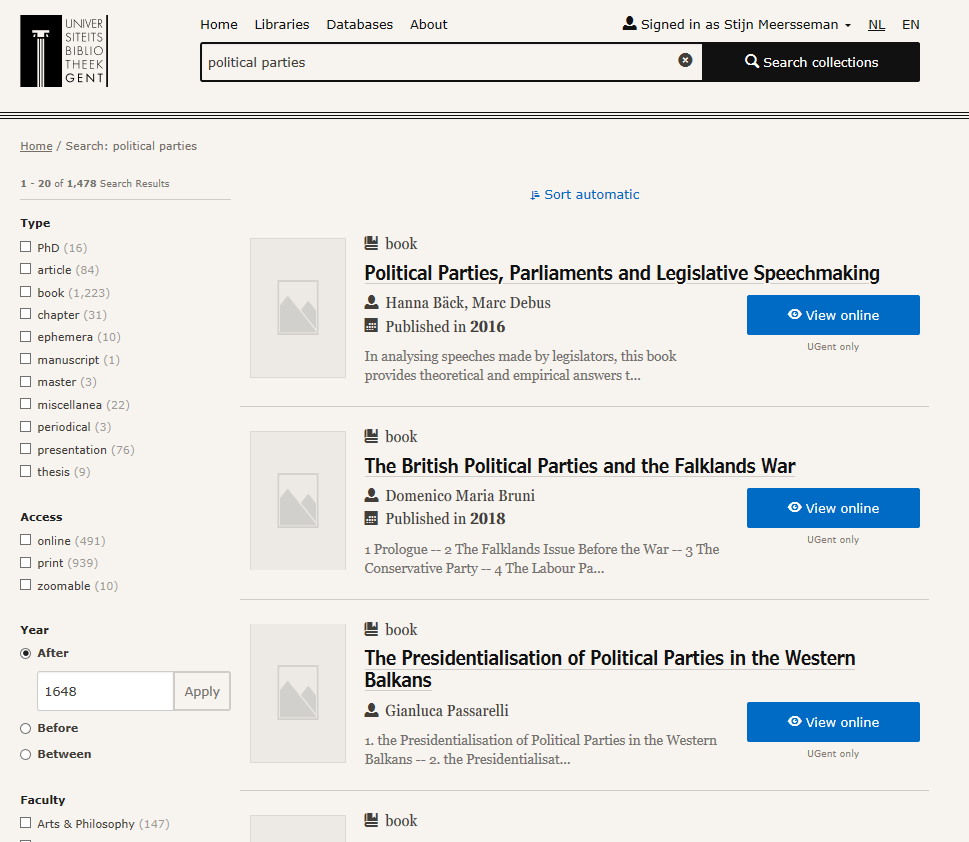 UNIVER
SITEITS
BIBLIO
THEEK
GENT
Home Libraries Databases About
Signed in as Stijn Meersseman NL EN
political parties
Search collections
Home / Search: political parties
1 - 20 of 1,478 Search Results
Sort automatic
Type
PhD (16)
article (84)
book (1,223)
chapter (31)
ephemera (10)
manuscript (1)
master (3)
miscellanea (22)
periodical (3)
presentation (76)
thesis (9)
Access
online (491)
print (939)
zoomable (10)
Year
After
1648 Apply
Before
Between
Faculty
Arts & Philosophy (147)
book
Political Parties, Parliaments and Legislative Speechmaking
Hanna Bäck, Marc Debus
Published in 2016
In analysing speeches made by legislators, this book
provides theoretical and empirical answers t...
View online
UGent only
book
The British Political Parties and the Falklands War
Domenico Maria Bruni
Published in 2018
1 Prologue -- 2 The Falklands Issue Before the War -- 3 The
Conservative Party -- 4 The Labour Pa...
View online
UGent only
book
The Presidentialisation of Political Parties in the Western
Balkans
Gianluca Passarelli
1. the Presidentialisation of Political Parties in the Western
Balkans -- 2. the Presidentialisat...
View online
UGent only
book